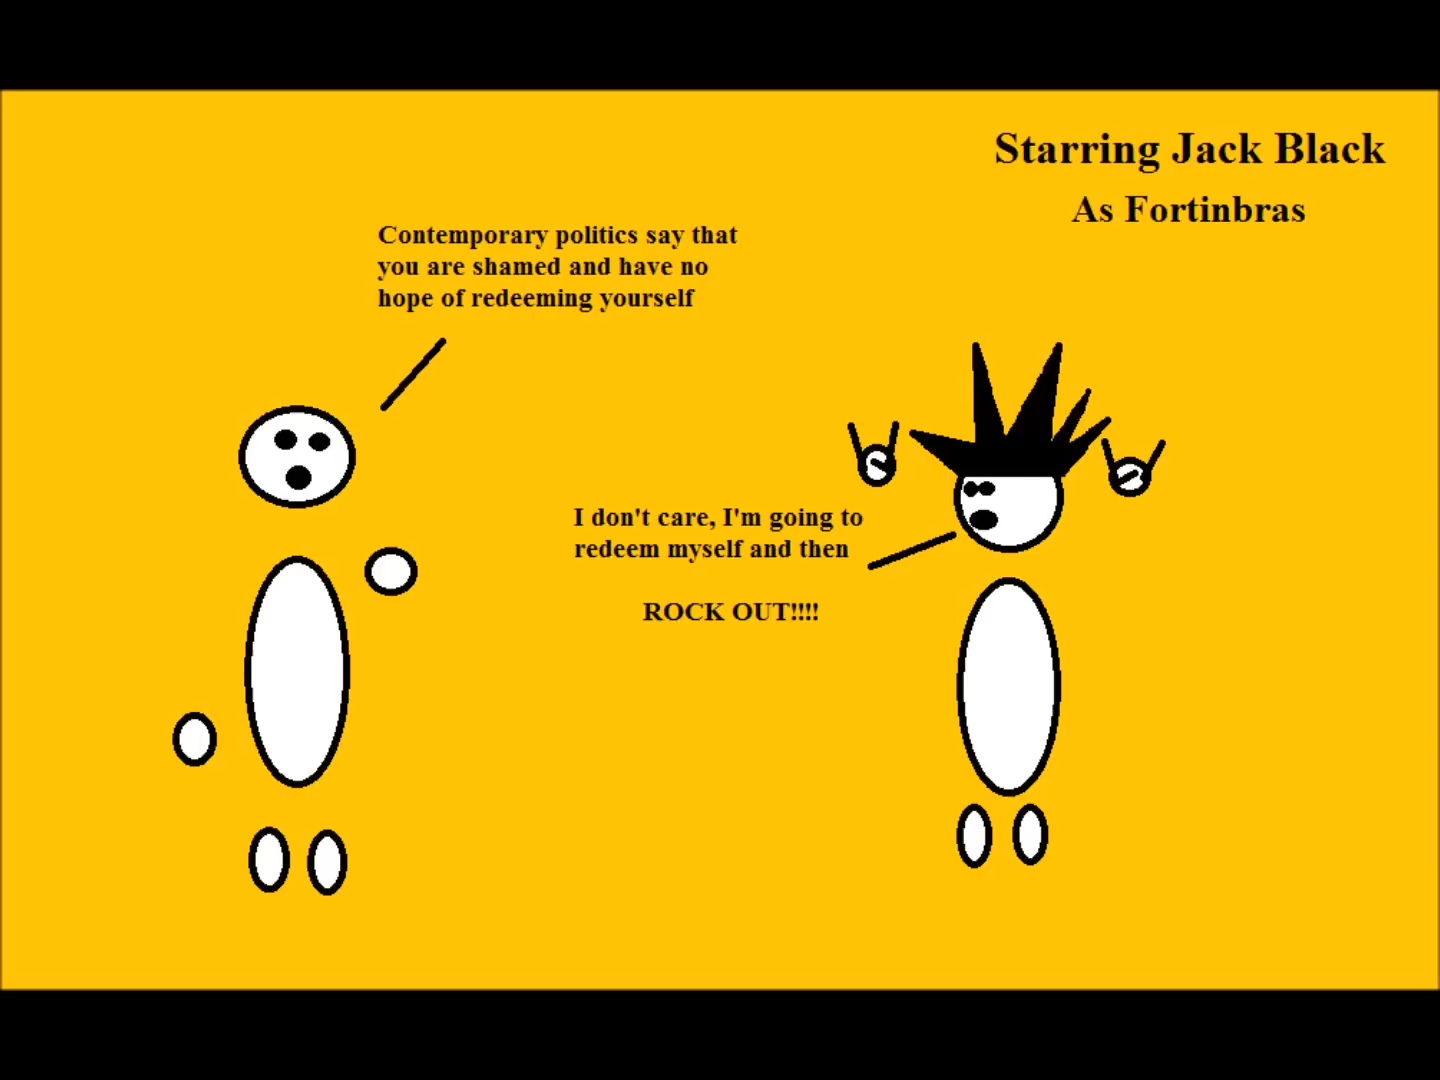 Starring Jack Black
As Fortinbras
Contemporary politics say that
you are shamed and have no
hope of redeeming yourself
I don't care, I'm going to
redeem myself and then
ROCK OUT!!!!